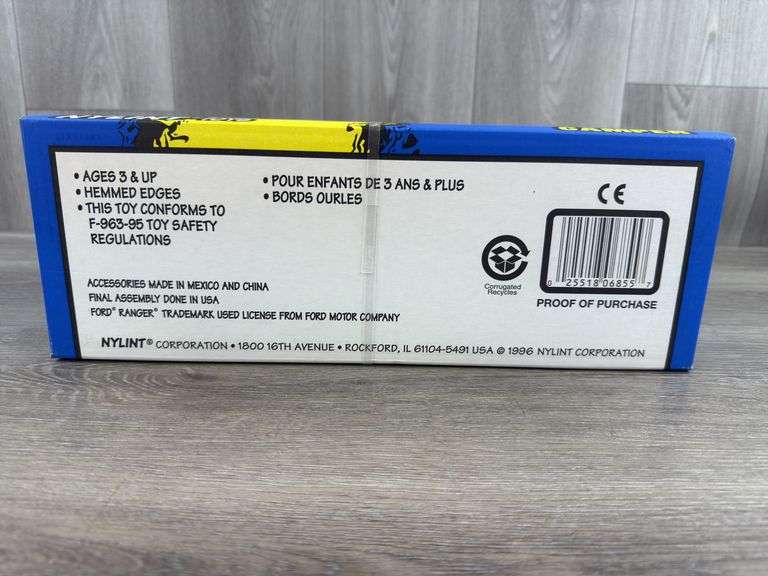 CAMPER
• AGES 3 & UP
• HEMMED EDGES
• THIS TOY CONFORMS TO
F-963-95 TOY SAFETY
REGULATIONS
• POUR ENFANTS DE 3 ANS & PLUS
• BORDS OURLES
CE
Corrugated
Recycles
0 25518 06855 7
PROOF OF PURCHASE
ACCESSORIES MADE IN MEXICO AND CHINA
FINAL ASSEMBLY DONE IN USA
FORD® RANGER® TRADEMARK USED LICENSE FROM FORD MOTOR COMPANY
NYLINT® CORPORATION • 1800 16TH AVENUE • ROCKFORD, IL 61104-5491 USA © 1996 NYLINT CORPORATION